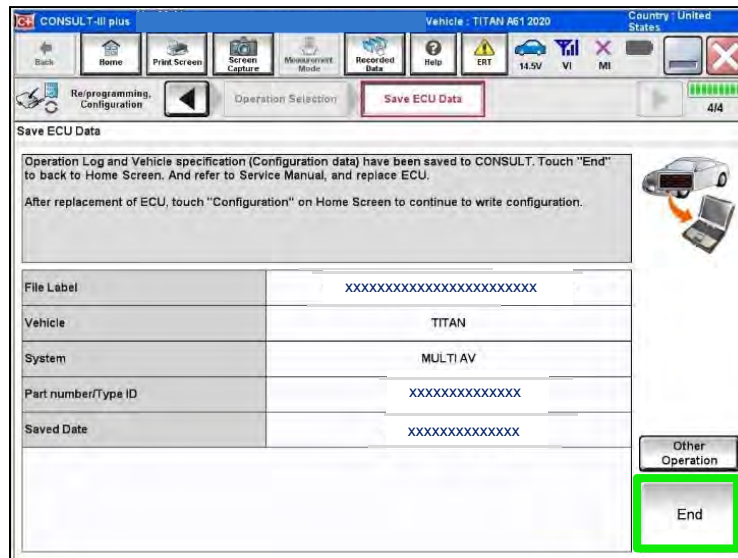 CONSULT-III plus
Vehicle : TITAN A61 2020
Country : United States
Back
Home
Print Screen
Screen Capture
Measurement Mode
Recorded Data
Help
ERT
14.5V
VI
MI
Re/programming, Configuration
Operation Selection
Save ECU Data
4/4
Save ECU Data
Operation Log and Vehicle specification (Configuration data) have been saved to CONSULT. Touch "End"
to back to Home Screen. And refer to Service Manual, and replace ECU.
After replacement of ECU, touch "Configuration" on Home Screen to continue to write configuration.
File Label
XXXXXXXXXXXXXXXXXXXXXXXX
Vehicle
TITAN
System
MULTI AV
Part number/Type ID
XXXXXXXXXXXXXX
Saved Date
XXXXXXXXXXXXXX
Other
Operation
End